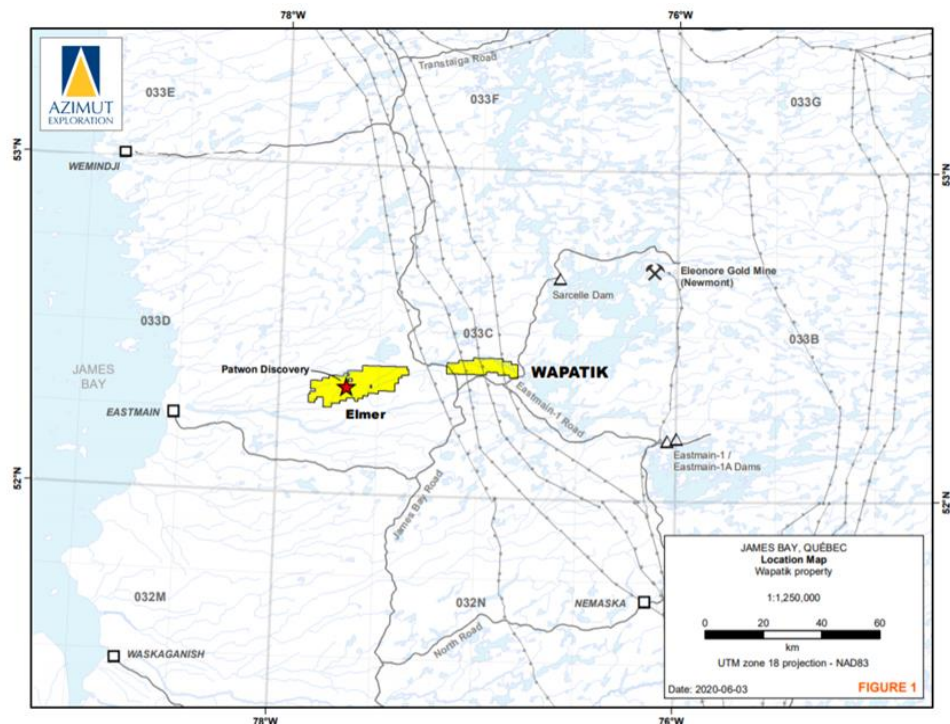 78°W
76°W
AZIMUT
EXPLORATION
033E
033F
033G
Transtaiga Road
53°N
53°N
WEMINDJI
Eleonore Gold Mine
(Newmont)
Sarcelle Dam
033D
033C
033B
JAMES
BAY
Patwon Discovery
WAPATIK
Elmer
EASTMAIN
Eastmain-1 Road
Eastmain-1 /
Eastmain-1A Dams
52°N
52°N
James Bay Road
JAMES BAY, QUÉBEC
Location Map
Wapatik property
1:1,250,000
0 20 40 60
km
UTM zone 18 projection - NAD83
Date: 2020-06-03
FIGURE 1
032M
032N
NEMASKA
North Road
WASKAGANISH
78°W
76°W